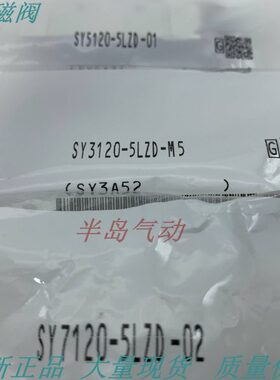 磁阀
SY5120-5LZD-01
G
SY3120-5LZD-M5
G
(SY3A52 )
半岛气动
SY7120-5LZD-02
新正品 大量现货 质量